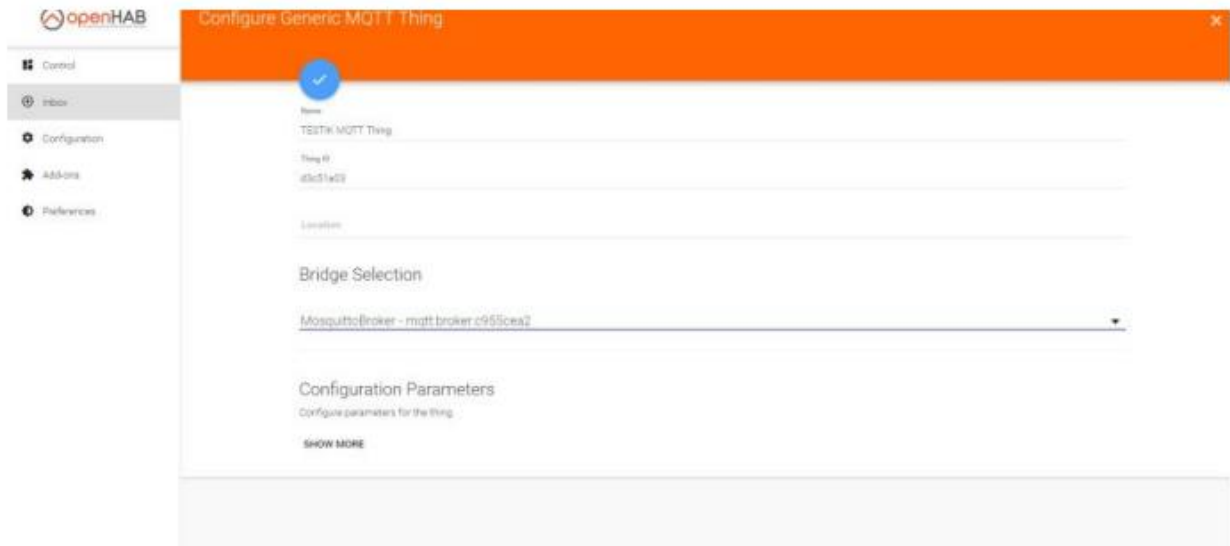 openHAB
Configure Generic MQTT Thing
Control
Inbox
Configuration
Add-ons
Preferences
Name
TESTIK MQTT Thing
Thing ID
d3c51e03
Location
Bridge Selection
MosquittoBroker - mqtt:broker:c955cea2
Configuration Parameters
Configure parameters for the thing
SHOW MORE